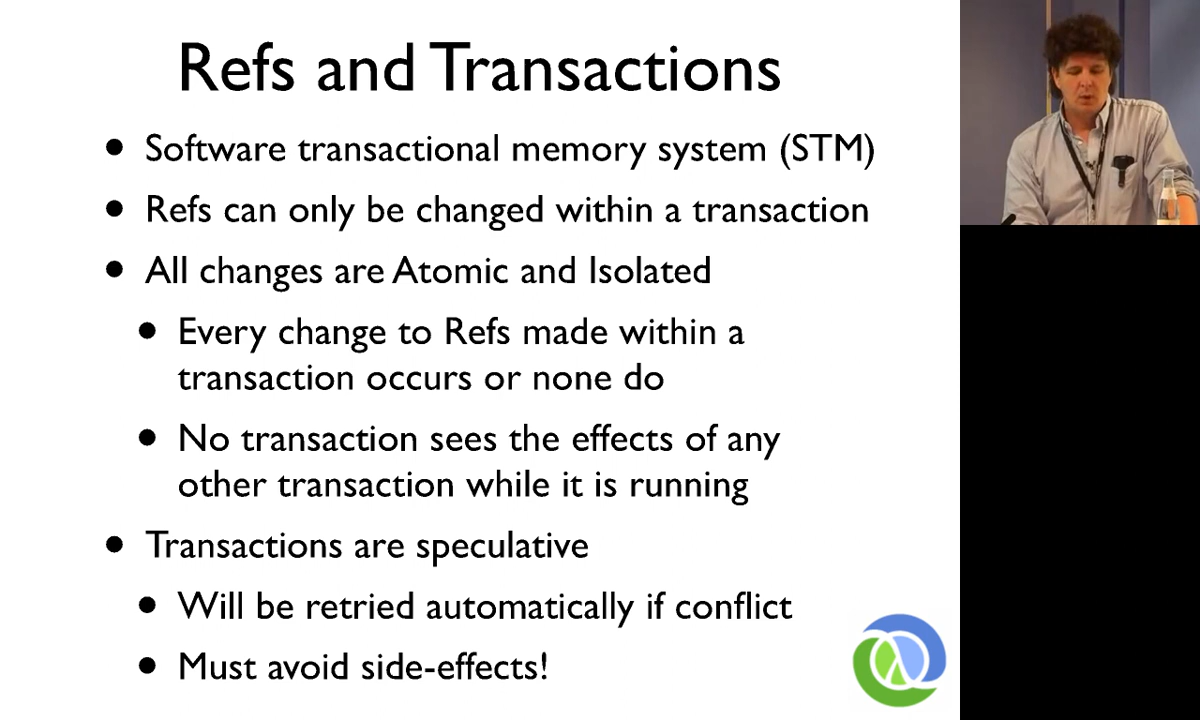 Refs and Transactions
• Software transactional memory system (STM)
• Refs can only be changed within a transaction
• All changes are Atomic and Isolated
• Every change to Refs made within a
transaction occurs or none do
• No transaction sees the effects of any
other transaction while it is running
• Transactions are speculative
• Will be retried automatically if conflict
• Must avoid side-effects!